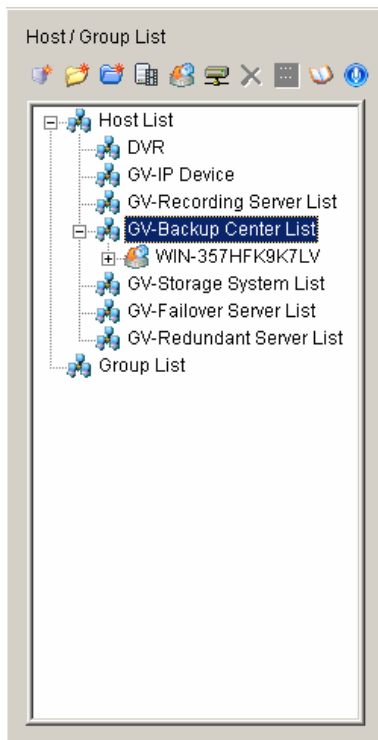 Host / Group List
Host List
DVR
GV-IP Device
GV-Recording Server List
GV-Backup Center List
WIN-357HFK9K7LV
GV-Storage System List
GV-Failover Server List
GV-Redundant Server List
Group List